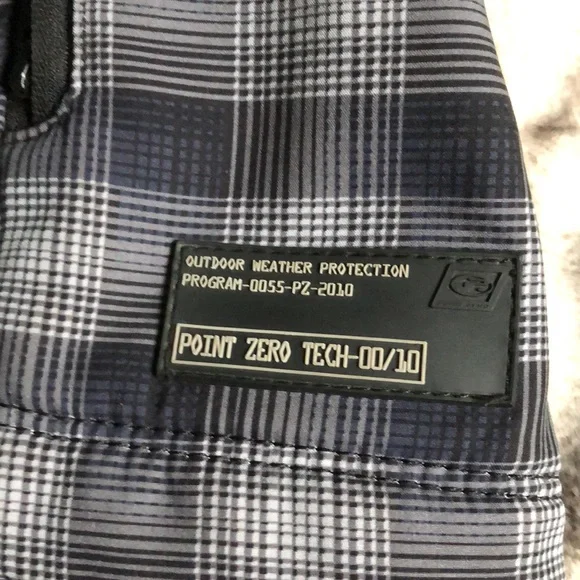 OUTDOOR WEATHER PROTECTION
PROGRAM-0055-PZ-2010
POINT ZERO TECH-00/10